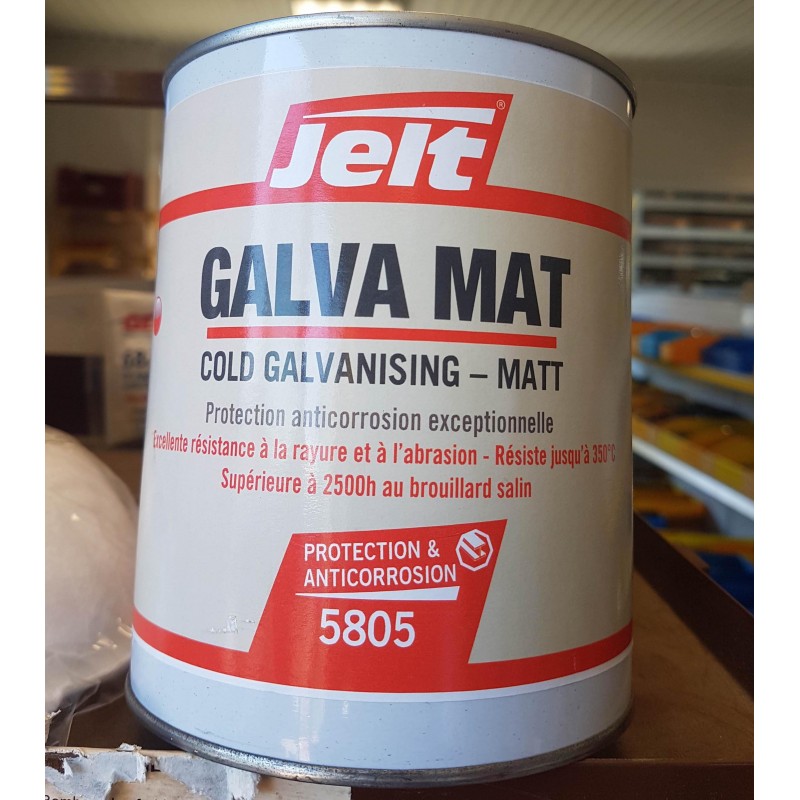 Jelt®
GALVA MAT
COLD GALVANISING – MATT
Protection anticorrosion exceptionnelle
Excellente résistance à la rayure et à l'abrasion - Résiste jusqu'à 350°C
Supérieure à 2500h au brouillard salin
PROTECTION &
ANTICORROSION
5805